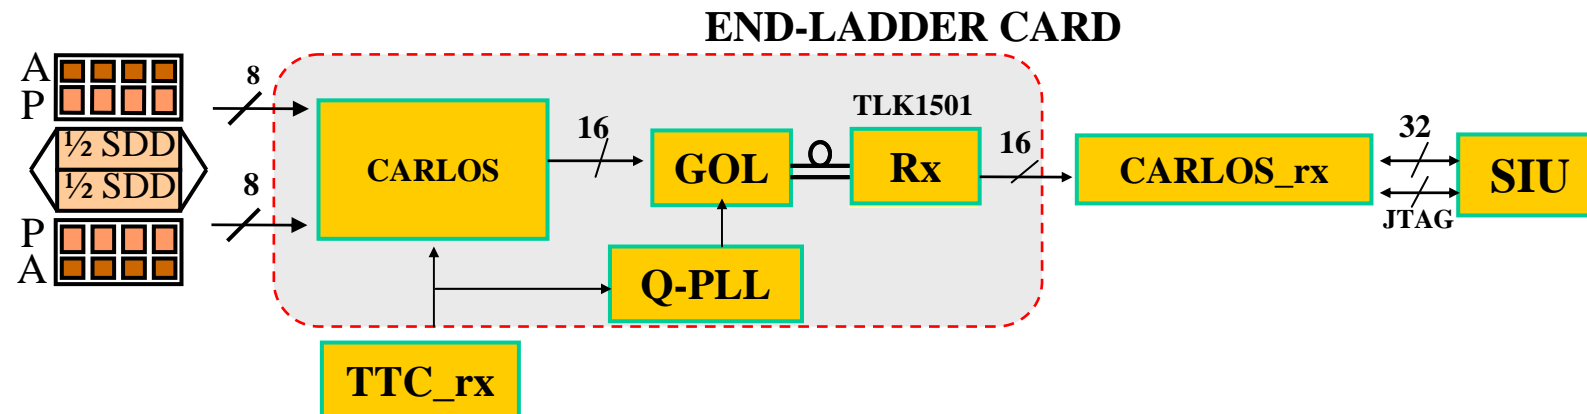 END-LADDER CARD
A
P
½ SDD
½ SDD
P
A
8
8
CARLOS
16
GOL
TLK1501
Rx
16
CARLOS_rx
32
JTAG
SIU
Q-PLL
TTC_rx